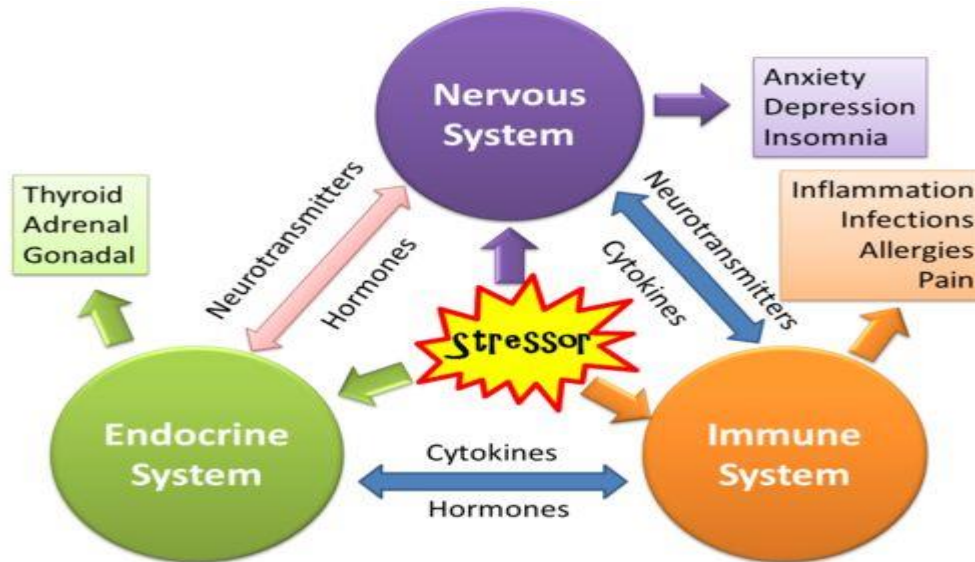 Nervous
System
Anxiety
Depression
Insomnia
Thyroid
Adrenal
Gonadal
Neurotransmitters
Hormones
Neurotransmitters
Cytokines
Inflammation
Infections
Allergies
Pain
stressor
Endocrine
System
Cytokines
Hormones
Immune
System